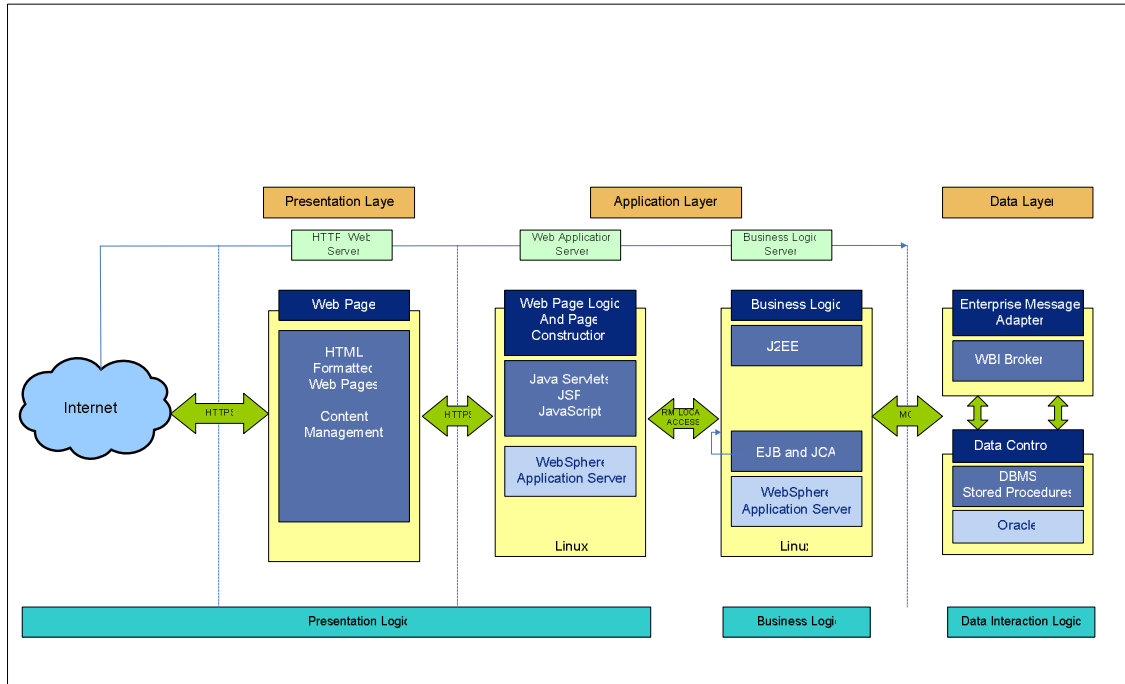 Presentation Laye
Application Layer
Data Layer
HTTP Web
Server
Web Application
Server
Business Logic
Server
Web Page
HTML
Formatted
Web Pages
Content
Management
Web Page Logic
And Page
Construction
Java Servlets
JSF
JavaScript
WebSphere
Application Server
Linux
Business Logic
J2EE
EJB and JCA
WebSphere
Application Server
Linux
Enterprise Message
Adapter
WBI Broker
Data Contro
DBMS
Stored Procedures
Oracle
Internet
HTTPS
HTTPS
RM LOCA
ACCESS
MC
Presentation Logic
Business Logic
Data Interaction Logic